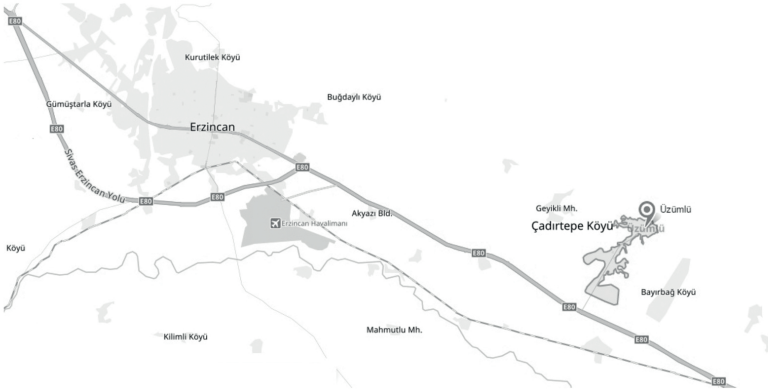 E80
Kurutilek Köyü
Buğdaylı Köyü
Gümüştarla Köyü
Erzincan
E80
E80
Sivas Erzincan Yolu
E80
E80
Akyazı Bld.
Geyikli Mh.
Üzümlü
Erzincan Havalimanı
Çadırtepe Köyü
Üzümlü
Köyü
E80
Bayırbağ Köyü
E80
Kilimli Köyü
Mahmutlu Mh.
E80
E80